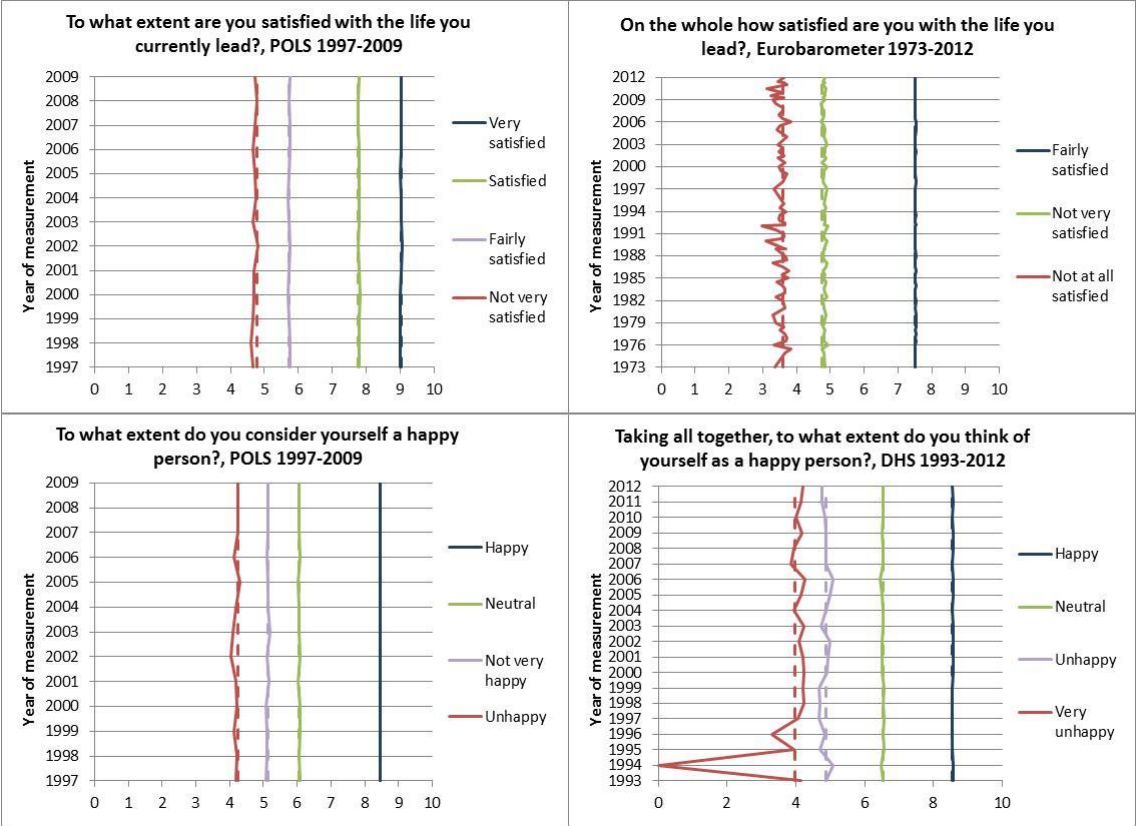 To what extent are you satisfied with the life you
currently lead?, POLS 1997-2009
Year of measurement
2009
2008
2007
2006
2005
2004
2003
2002
2001
2000
1999
1998
1997
0 1 2 3 4 5 6 7 8 9 10
Very
satisfied
Satisfied
Fairly
satisfied
Not very
satisfied
On the whole how satisfied are you with the life you
lead?, Eurobarometer 1973-2012
Year of measurement
2012
2009
2006
2003
2000
1997
1994
1991
1988
1985
1982
1979
1976
1973
0 1 2 3 4 5 6 7 8 9 10
Fairly
satisfied
Not very
satisfied
Not at all
satisfied
To what extent do you consider yourself a happy
person?, POLS 1997-2009
Year of measurement
2009
2008
2007
2006
2005
2004
2003
2002
2001
2000
1999
1998
1997
0 1 2 3 4 5 6 7 8 9 10
Happy
Neutral
Not very
happy
Unhappy
Taking all together, to what extent do you think of
yourself as a happy person?, DHS 1993-2012
Year of measurement
2012
2011
2010
2009
2008
2007
2006
2005
2004
2003
2002
2001
2000
1999
1998
1997
1996
1995
1994
1993
0 2 4 6 8 10
Happy
Neutral
Unhappy
Very
unhappy